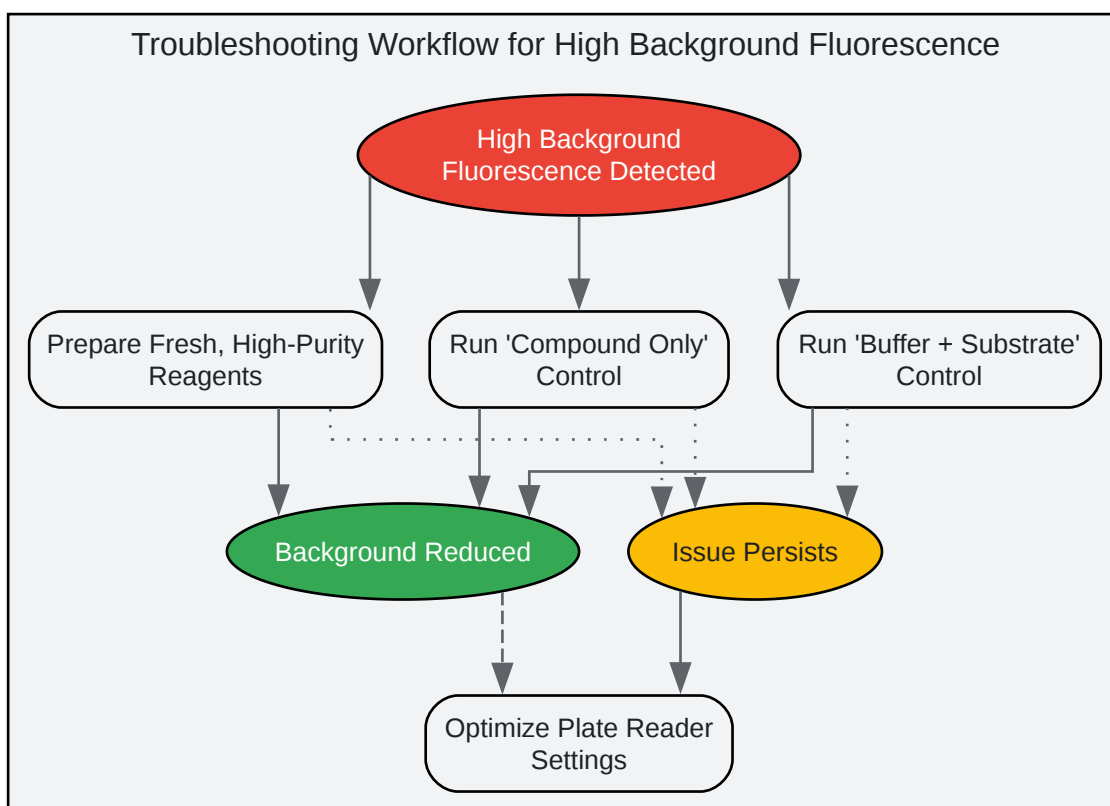 Troubleshooting Workflow for High Background Fluorescence
High Background
Fluorescence Detected
Prepare Fresh, High-Purity
Reagents
Run 'Compound Only'
Control
Run 'Buffer + Substrate'
Control
Background Reduced
Issue Persists
Optimize Plate Reader
Settings